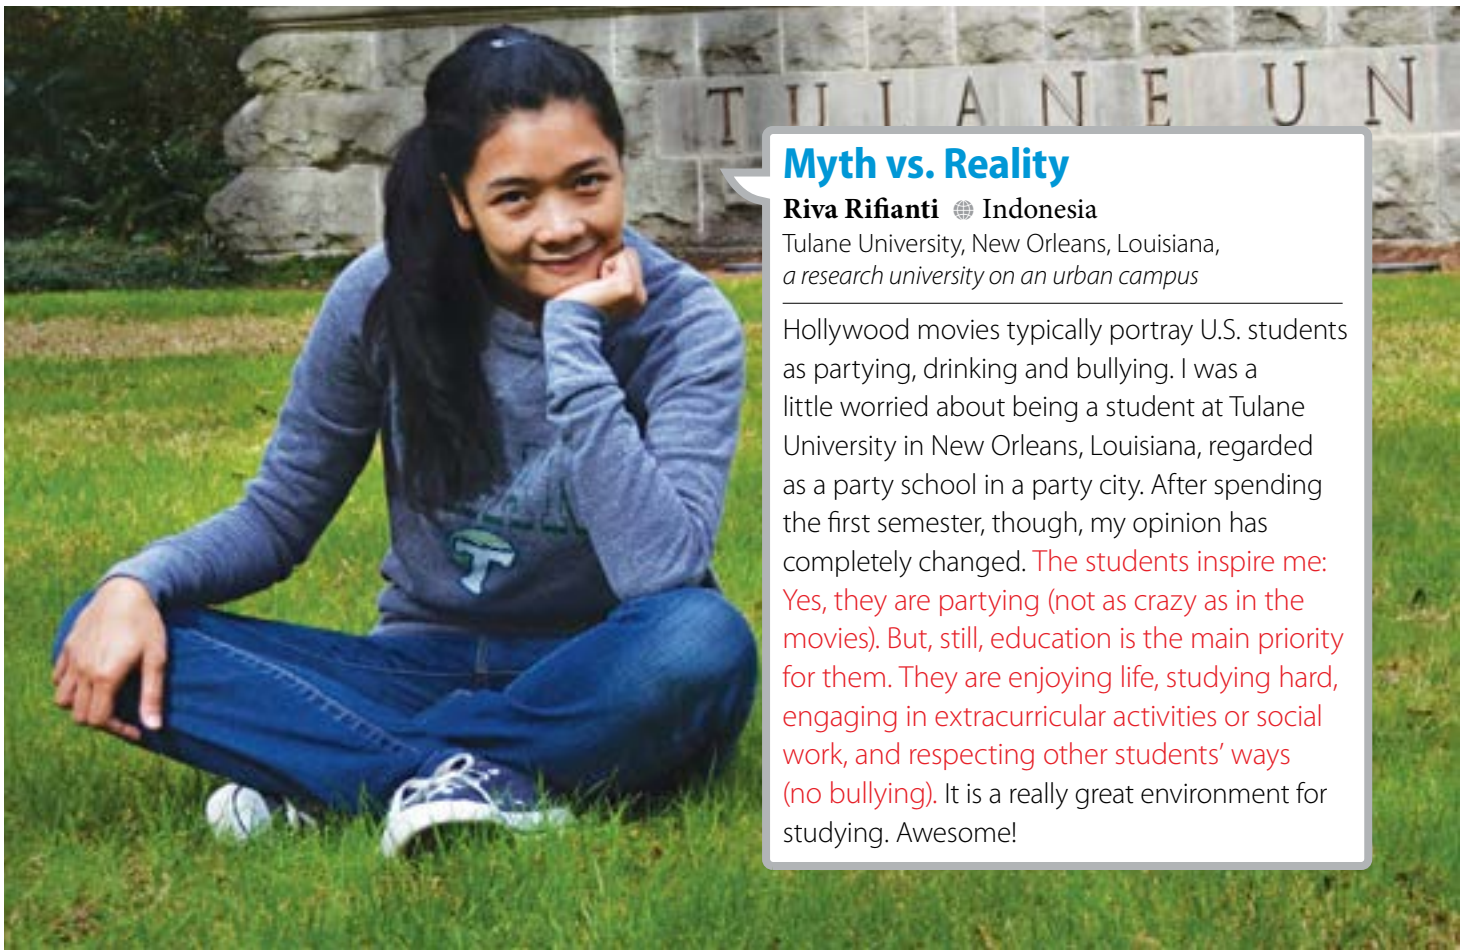 TULANE UN
Myth vs. Reality
Riva Rifianti Indonesia
Tulane University, New Orleans, Louisiana,
a research university on an urban campus
Hollywood movies typically portray U.S. students
as partying, drinking and bullying. I was a
little worried about being a student at Tulane
University in New Orleans, Louisiana, regarded
as a party school in a party city. After spending
the first semester, though, my opinion has
completely changed. The students inspire me:
Yes, they are partying (not as crazy as in the
movies). But, still, education is the main priority
for them. They are enjoying life, studying hard,
engaging in extracurricular activities or social
work, and respecting other students’ ways
(no bullying). It is a really great environment for
studying. Awesome!
T